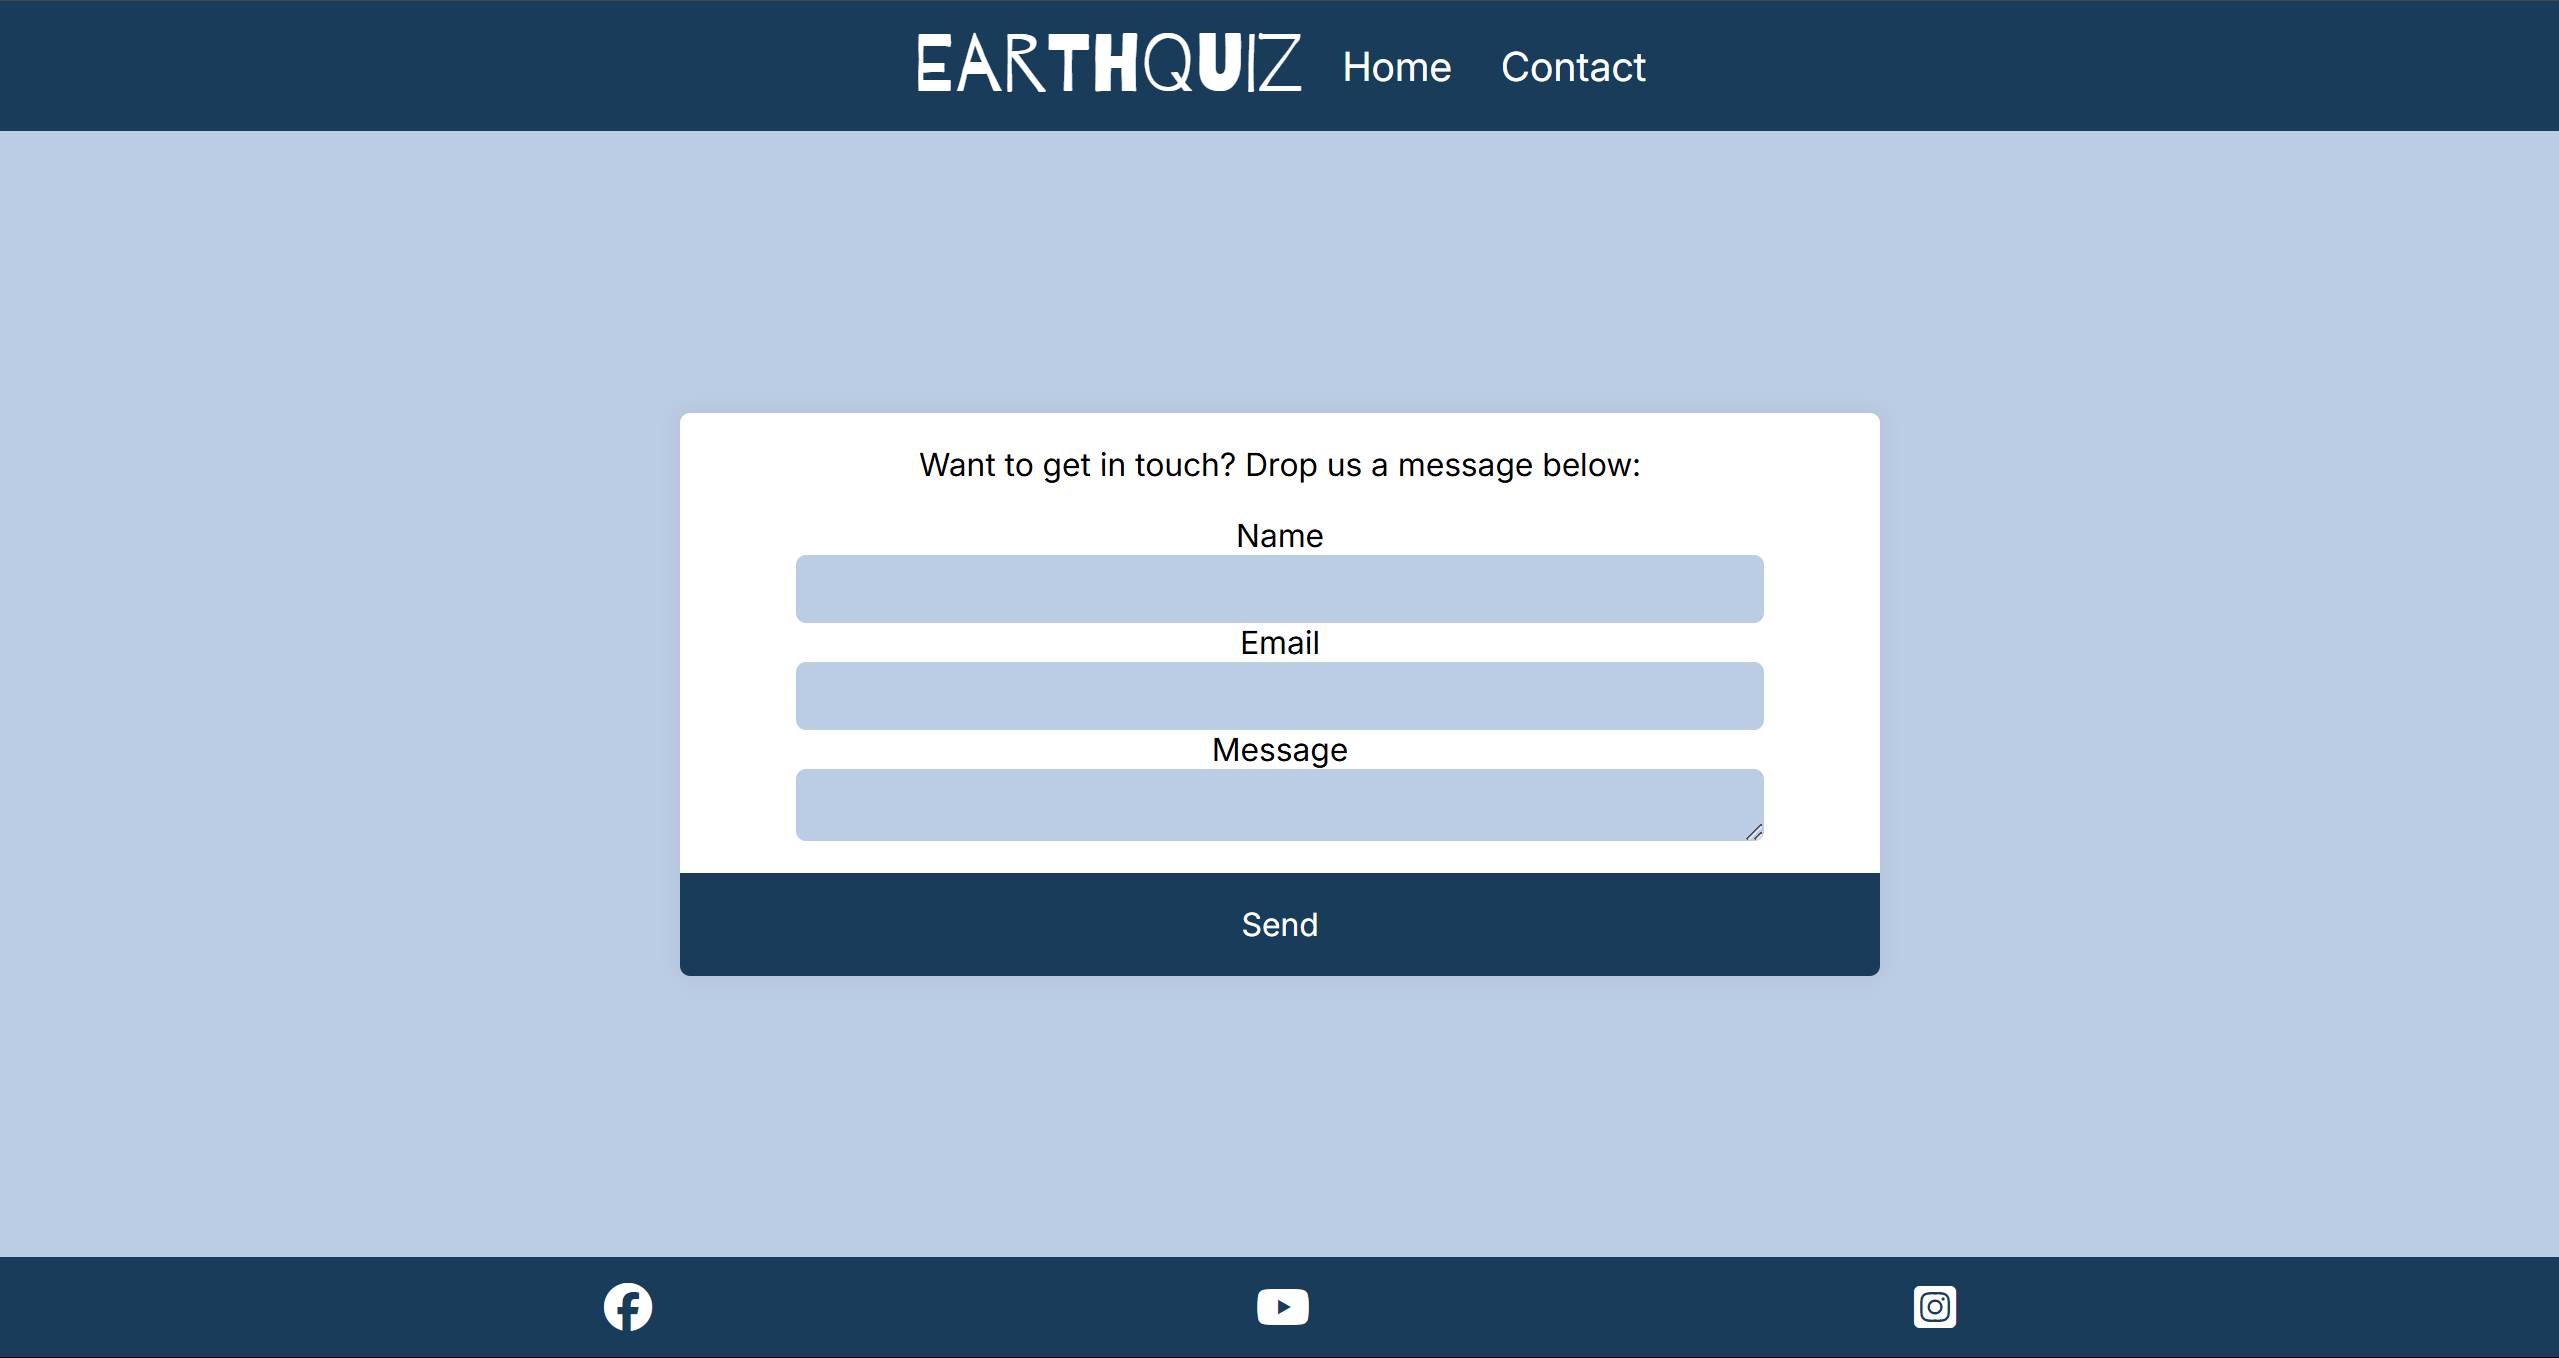 EARTHQUIZ Home Contact
Want to get in touch? Drop us a message below:
Name
Email
Message
Send